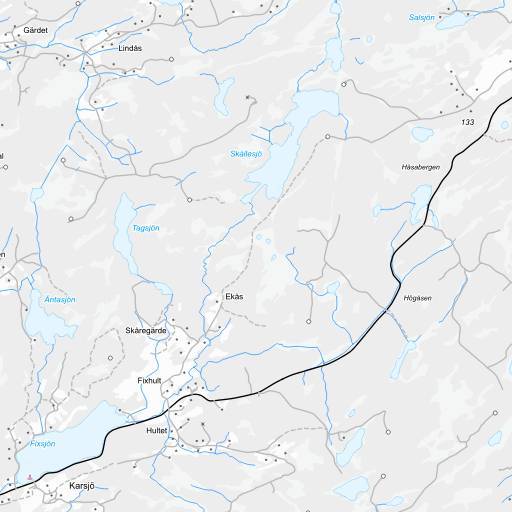 Salsjön
Gärdet
Lindås
133
Skällesjö
Håsabergen
Tagsjön
Ekås
Äntasjön
Högåsen
Skäregärde
Fixhult
Hultet
Fixsjön
Karsjö